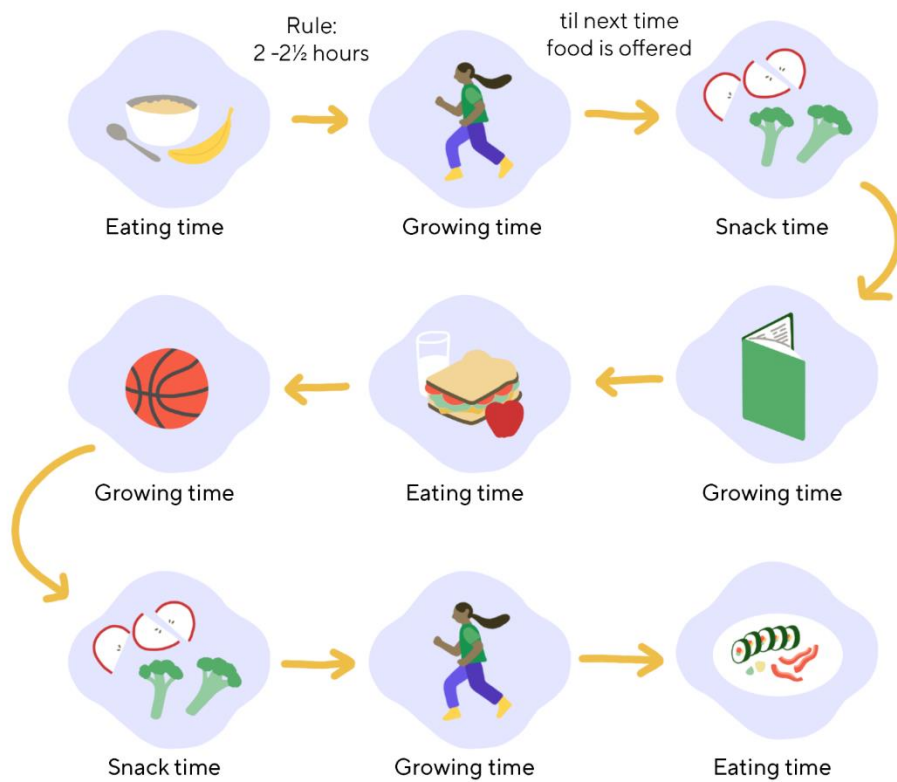 Rule:
2 -2½ hours
til next time
food is offered
Eating time
Growing time
Snack time
Growing time
Eating time
Growing time
Snack time
Growing time
Eating time